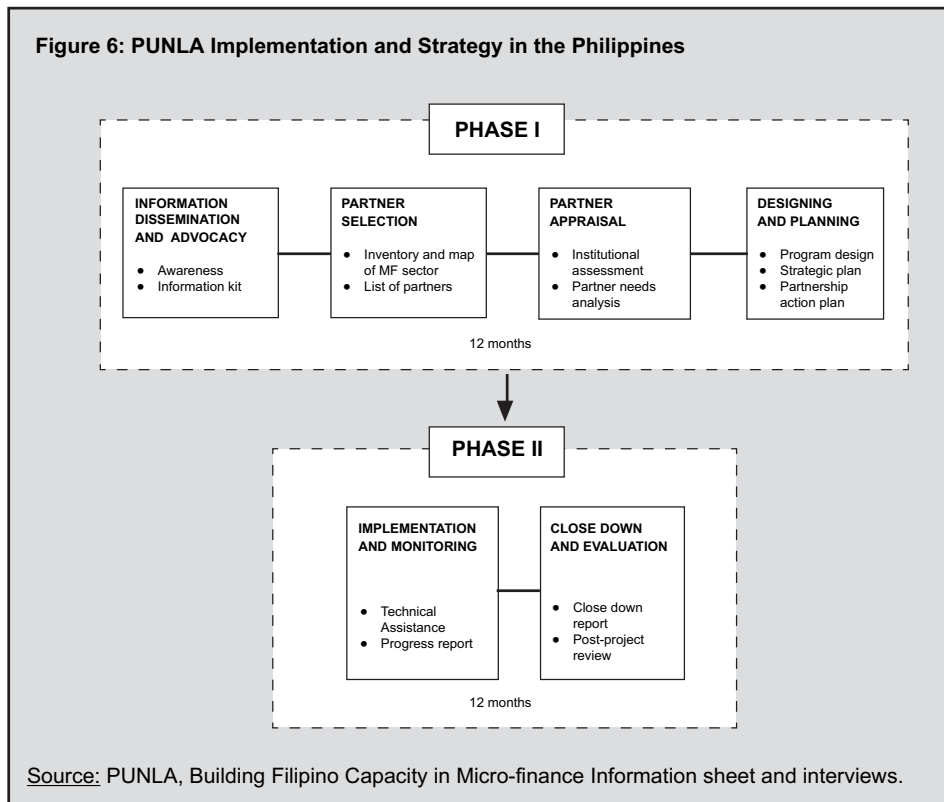 Figure 6: PUNLA Implementation and Strategy in the Philippines
PHASE I
INFORMATION
DISSEMINATION
AND ADVOCACY
● Awareness
● Information kit
PARTNER
SELECTION
● Inventory and map
of MF sector
● List of partners
PARTNER
APPRAISAL
● Institutional
assessment
● Partner needs
analysis
DESIGNING
AND PLANNING
● Program design
● Strategic plan
● Partnership
action plan
12 months
PHASE II
IMPLEMENTATION
AND MONITORING
● Technical
Assistance
● Progress report
CLOSE DOWN
AND EVALUATION
● Close down
report
● Post-project
review
12 months
Source: PUNLA, Building Filipino Capacity in Micro-finance Information sheet and interviews.